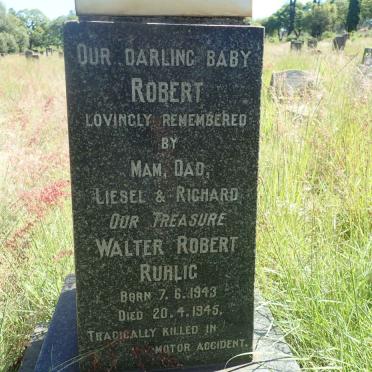 OUR DARLING BABY
ROBERT
LOVINGLY REMEMBERED
BY
MAM, DAD,
LIESEL & RICHARD
OUR TREASURE
WALTER ROBERT
RUHLIG
BORN 7.6.1943
DIED 20.4.1945.
TRAGICALLY KILLED IN
MOTOR ACCIDENT.